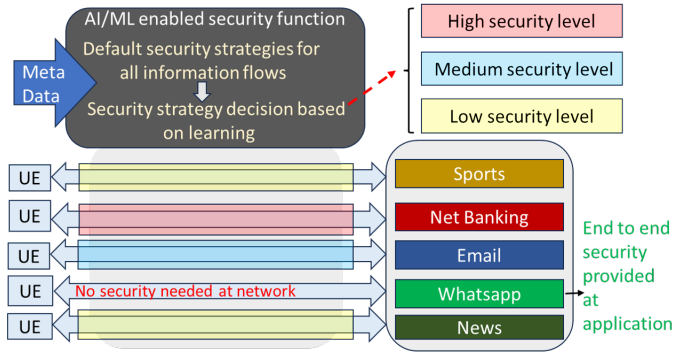 AI/ML enabled security function
Default security strategies for
all information flows
Security strategy decision based
on learning
Meta
Data
High security level
Medium security level
Low security level
UE
Sports
UE
Net Banking
UE
Email
UE
No security needed at network
Whatsapp
UE
News
End to end
security
provided
at
application